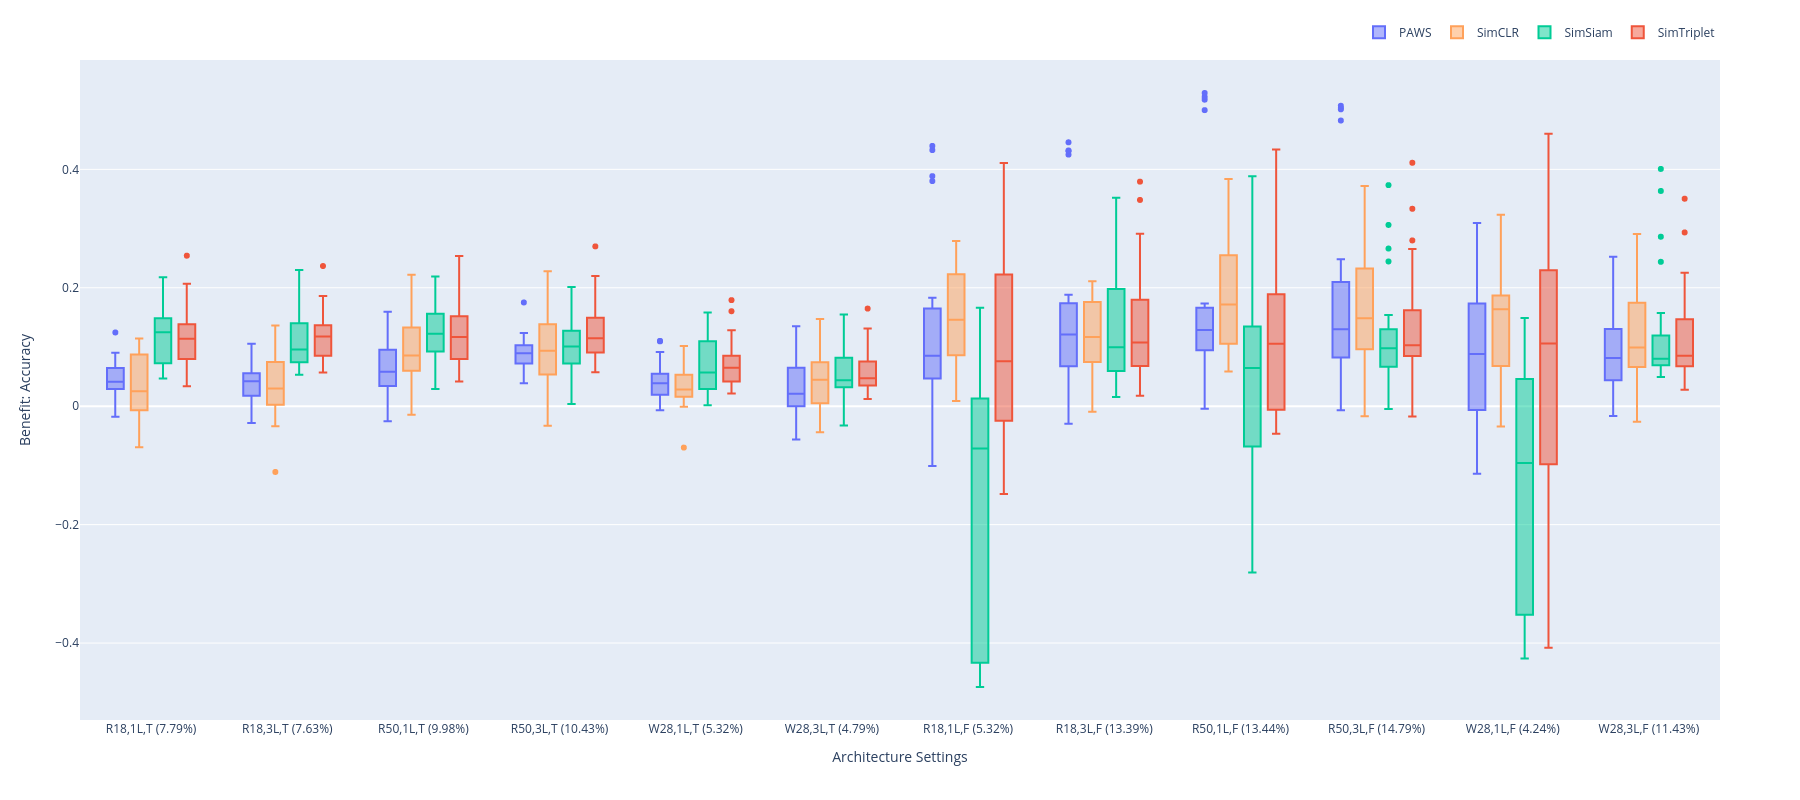 PAWS SimCLR SimSiam SimTriplet
Benefit: Accuracy
0.4
0.2
0
−0.2
−0.4
R18,1L,T (7.79%) R18,3L,T (7.63%) R50,1L,T (9.98%) R50,3L,T (10.43%) W28,1L,T (5.32%) W28,3L,T (4.79%) R18,1L,F (5.32%) R18,3L,F (13.39%) R50,1L,F (13.44%) R50,3L,F (14.79%) W28,1L,F (4.24%) W28,3L,F (11.43%)
Architecture Settings